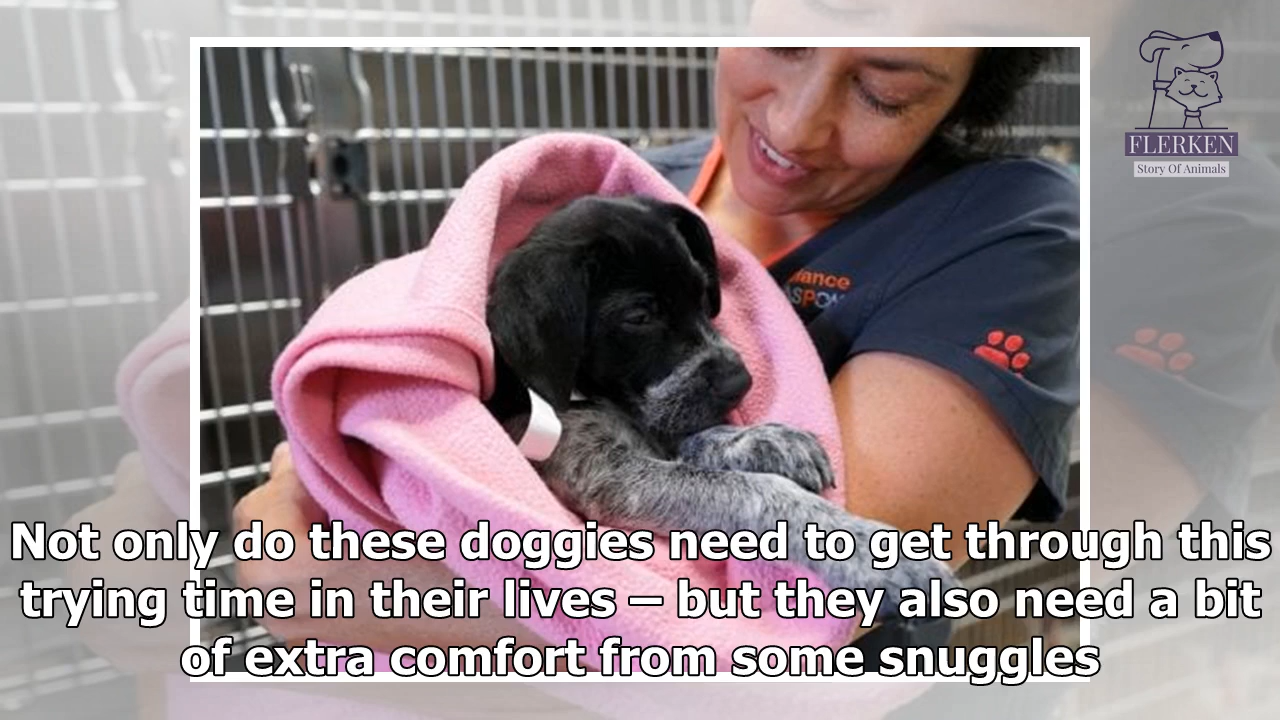 FLERKEN
Story Of Animals
Not only do these doggies need to get through this
trying time in their lives – but they also need a bit
of extra comfort from some snuggles